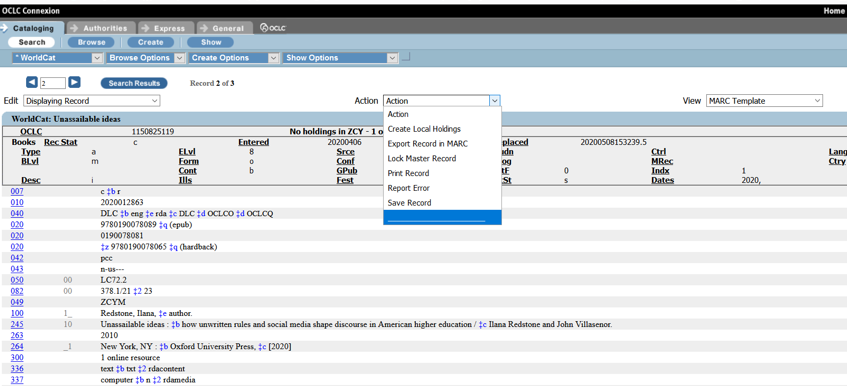 OCLC Connexion Home
Cataloging Authorities Express General OCLC
Search Browse Create Show
* WorldCat Browse Options Create Options Show Options
2 Search Results Record 2 of 3
Edit Displaying Record Action Action View MARC Template
Action
Create Local Holdings
Export Record in MARC
Lock Master Record
Print Record
Report Error
Save Record
WorldCat: Unassailable ideas
OCLC 1150825119 No holdings in ZCY - 1 o
Books Rec Stat c Entered 20200406 placed 20200508153239.5
Type a ELvl 8 Srce udn Ctrl Lang
BLvl m Form o Conf og MRec Ctry
Cont b GPub tF 0 Indx 1
Desc i Ills Fest St s Dates 2020,
007 c ‡b r
010 2020012863
040 DLC ‡b eng ‡e rda ‡c DLC ‡d OCLCO ‡d OCLCQ
020 9780190078089 ‡q (epub)
020 0190078081
020 ‡z 9780190078065 ‡q (hardback)
042 pcc
043 n-us---
050 00 LC72.2
082 00 378.1/21 ‡2 23
049 ZCYM
100 1_ Redstone, Ilana, ‡e author.
245 10 Unassailable ideas : ‡b how unwritten rules and social media shape discourse in American higher education / ‡c Ilana Redstone and John Villasenor.
263 2010
264 _1 New York, NY : ‡b Oxford University Press, ‡c [2020]
300 1 online resource
336 text ‡b txt ‡2 rdacontent
337 computer ‡b n ‡2 rdamedia